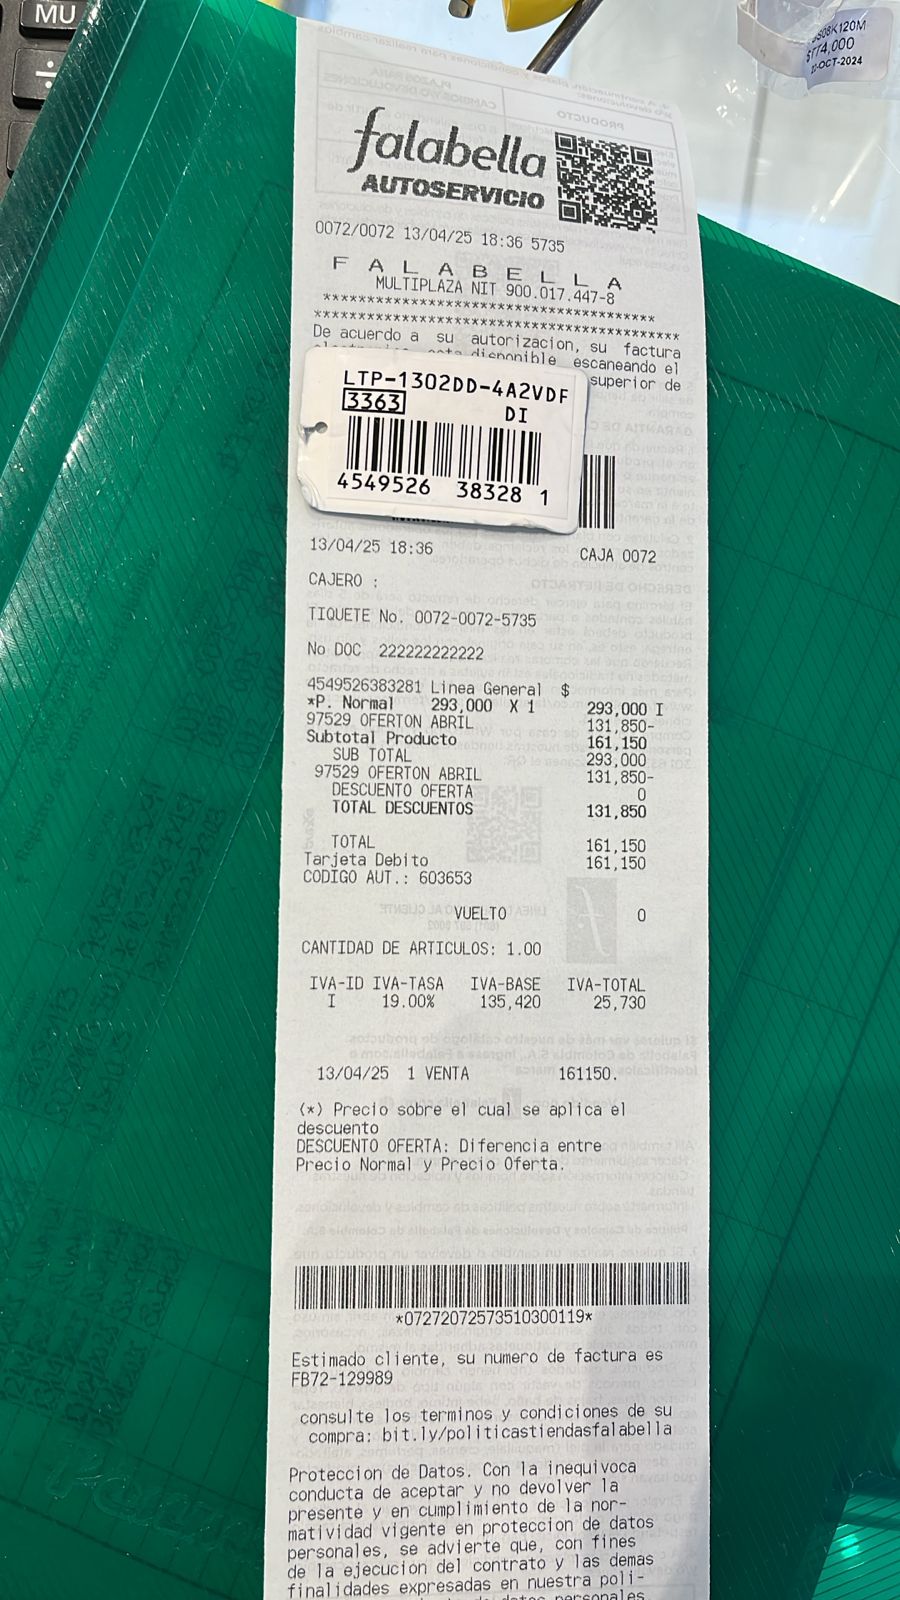 MU
÷
S08K120M
$174,000
-OCT-2024
falabella
AUTOSERVICIO
0072/0072 13/04/25 18:36 5735
F A L A B E L L A
MULTIPLAZA NIT 900.017.447-8
****************************************
********************************************
De acuerdo a su autorizacion, su factura
esta disponible escaneando el
superior de
LTP-1302DD-4A2VDF
3363 DI
4549526 38328 1
13/04/25 18:36 CAJA 0072
CAJERO :
TIQUETE No. 0072-0072-5735
No DOC 222222222222
4549526383281 Linea General $
*P. Normal 293,000 X 1 293,000 I
97529 OFERTON ABRIL 131,850-
Subtotal Producto 161,150
SUB TOTAL 293,000
97529 OFERTON ABRIL 131,850-
DESCUENTO OFERTA 0
TOTAL DESCUENTOS 131,850
TOTAL 161,150
Tarjeta Debito 161,150
CODIGO AUT.: 603653
VUELTO 0
CANTIDAD DE ARTICULOS: 1.00
IVA-ID IVA-TASA IVA-BASE IVA-TOTAL
I 19.00% 135,420 25,730
13/04/25 1 VENTA 161150.
(*) Precio sobre el cual se aplica el
descuento
DESCUENTO OFERTA: Diferencia entre
Precio Normal y Precio Oferta.
*07272072573510300119*
Estimado cliente, su numero de factura es
FB72-129989
consulte los terminos y condiciones de su
compra: bit.ly/politicastiendasfalabella
Proteccion de Datos. Con la inequivoca
conducta de aceptar y no devolver la
presente y en cumplimiento de la nor-
matividad vigente en proteccion de datos
personales, se advierte que, con fines
de la ejecucion del contrato y las demas
finalidades expresadas en nuestra poli-
datos personales